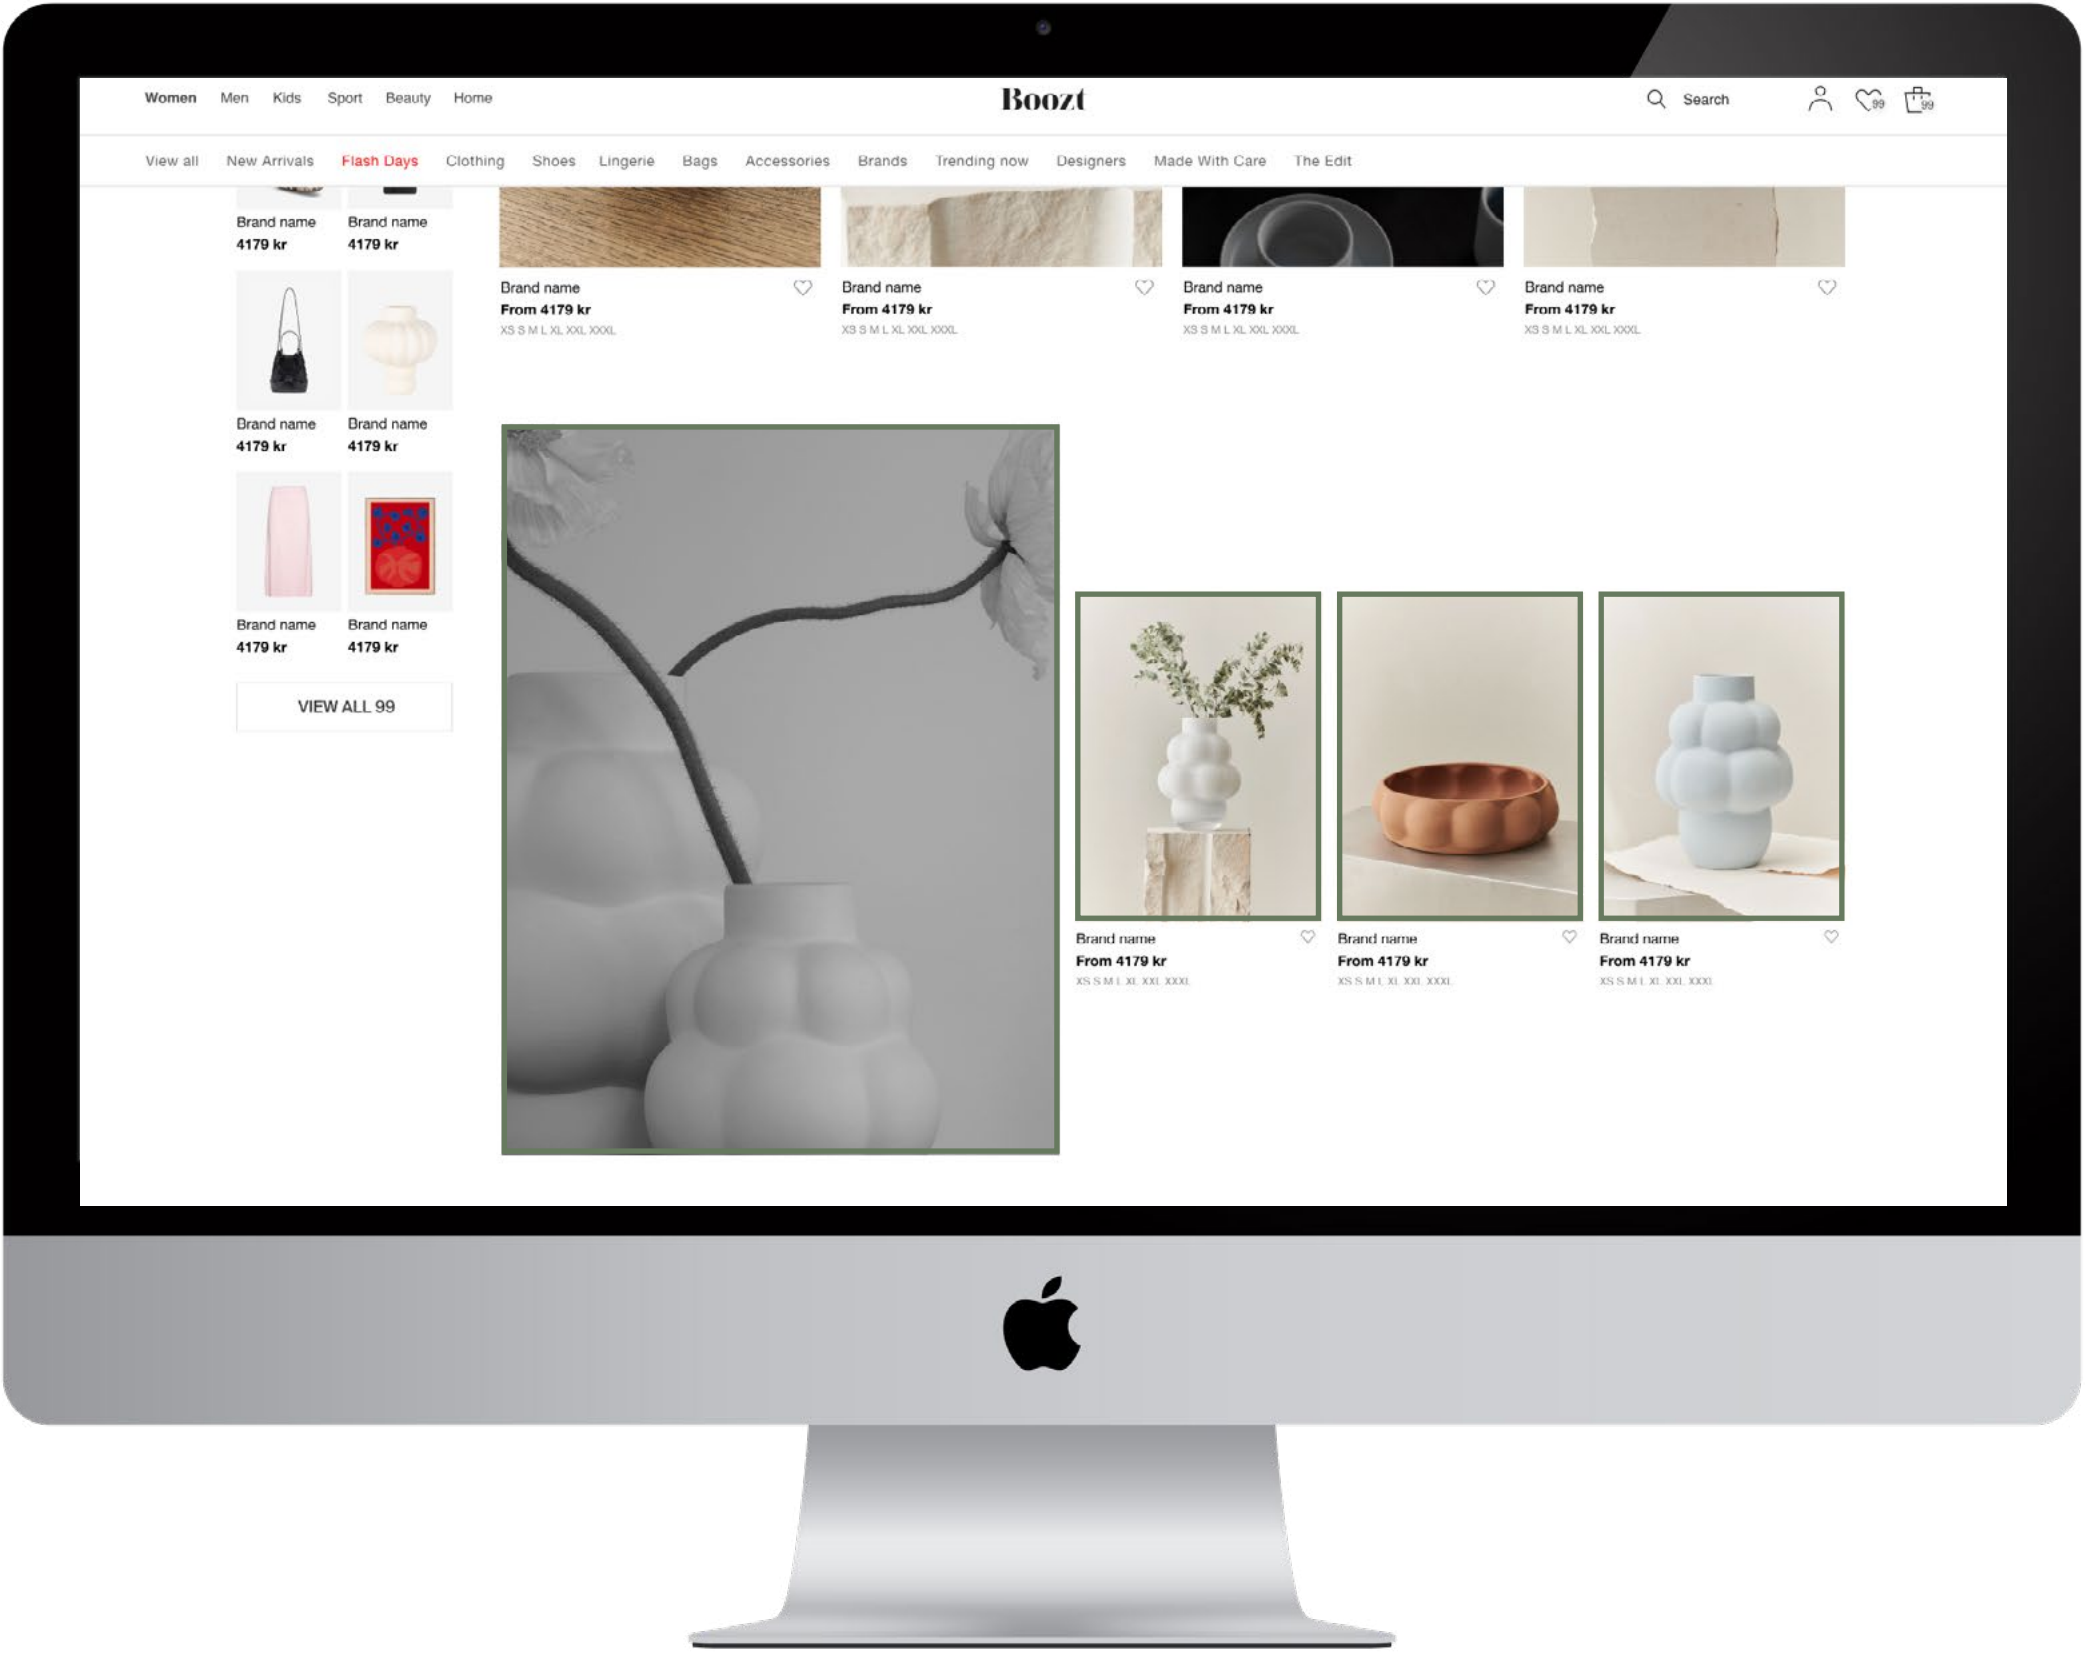 Women Men Kids Sport Beauty Home
Boozt
Search
99
99
View all New Arrivals Flash Days Clothing Shoes Lingerie Bags Accessories Brands Trending now Designers Made With Care The Edit
Brand name
4179 kr
Brand name
4179 kr
Brand name
4179 kr
Brand name
4179 kr
Brand name
4179 kr
Brand name
4179 kr
VIEW ALL 99
Brand name
From 4179 kr
XS S M L XL XXL XXXL
Brand name
From 4179 kr
XS S M L XL XXL XXXL
Brand name
From 4179 kr
XS S M L XL XXL XXXL
Brand name
From 4179 kr
XS S M L XL XXL XXXL
Brand name
From 4179 kr
XS S M L XL XXL XXXL
Brand name
From 4179 kr
XS S M L XL XXL XXXL
Brand name
From 4179 kr
XS S M L XL XXL XXXL